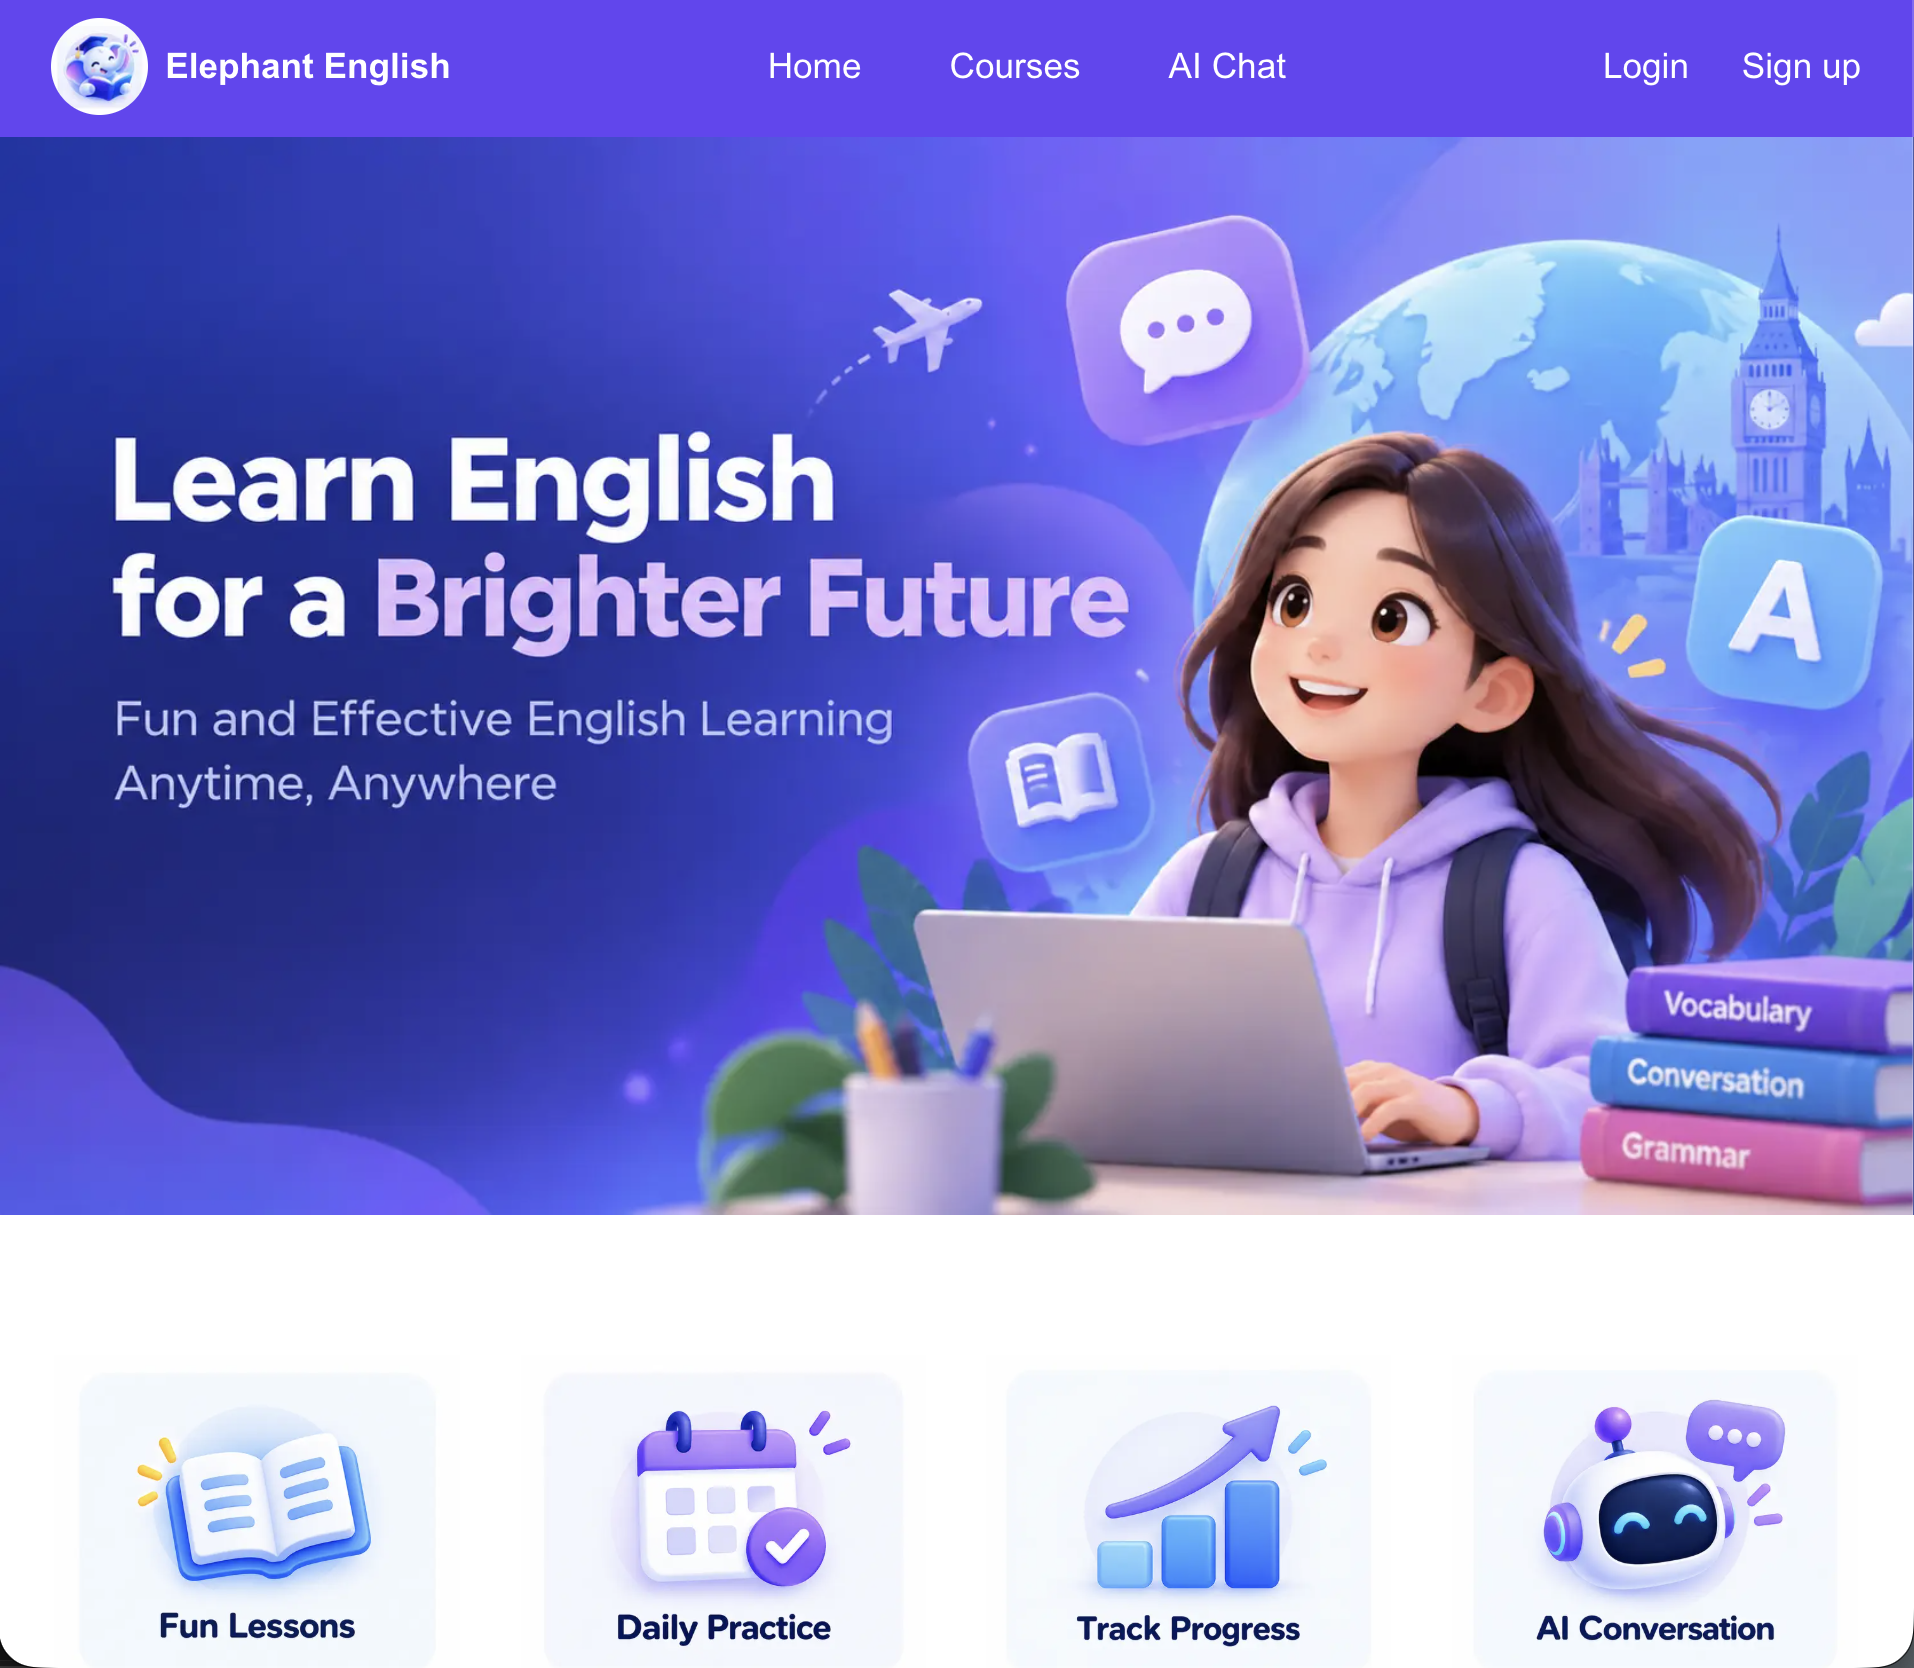 Elephant English
Home
Courses
AI Chat
Login
Sign up
Learn English
for a Brighter Future
Fun and Effective English Learning
Anytime, Anywhere
A
Vocabulary
Conversation
Grammar
Fun Lessons
Daily Practice
Track Progress
AI Conversation